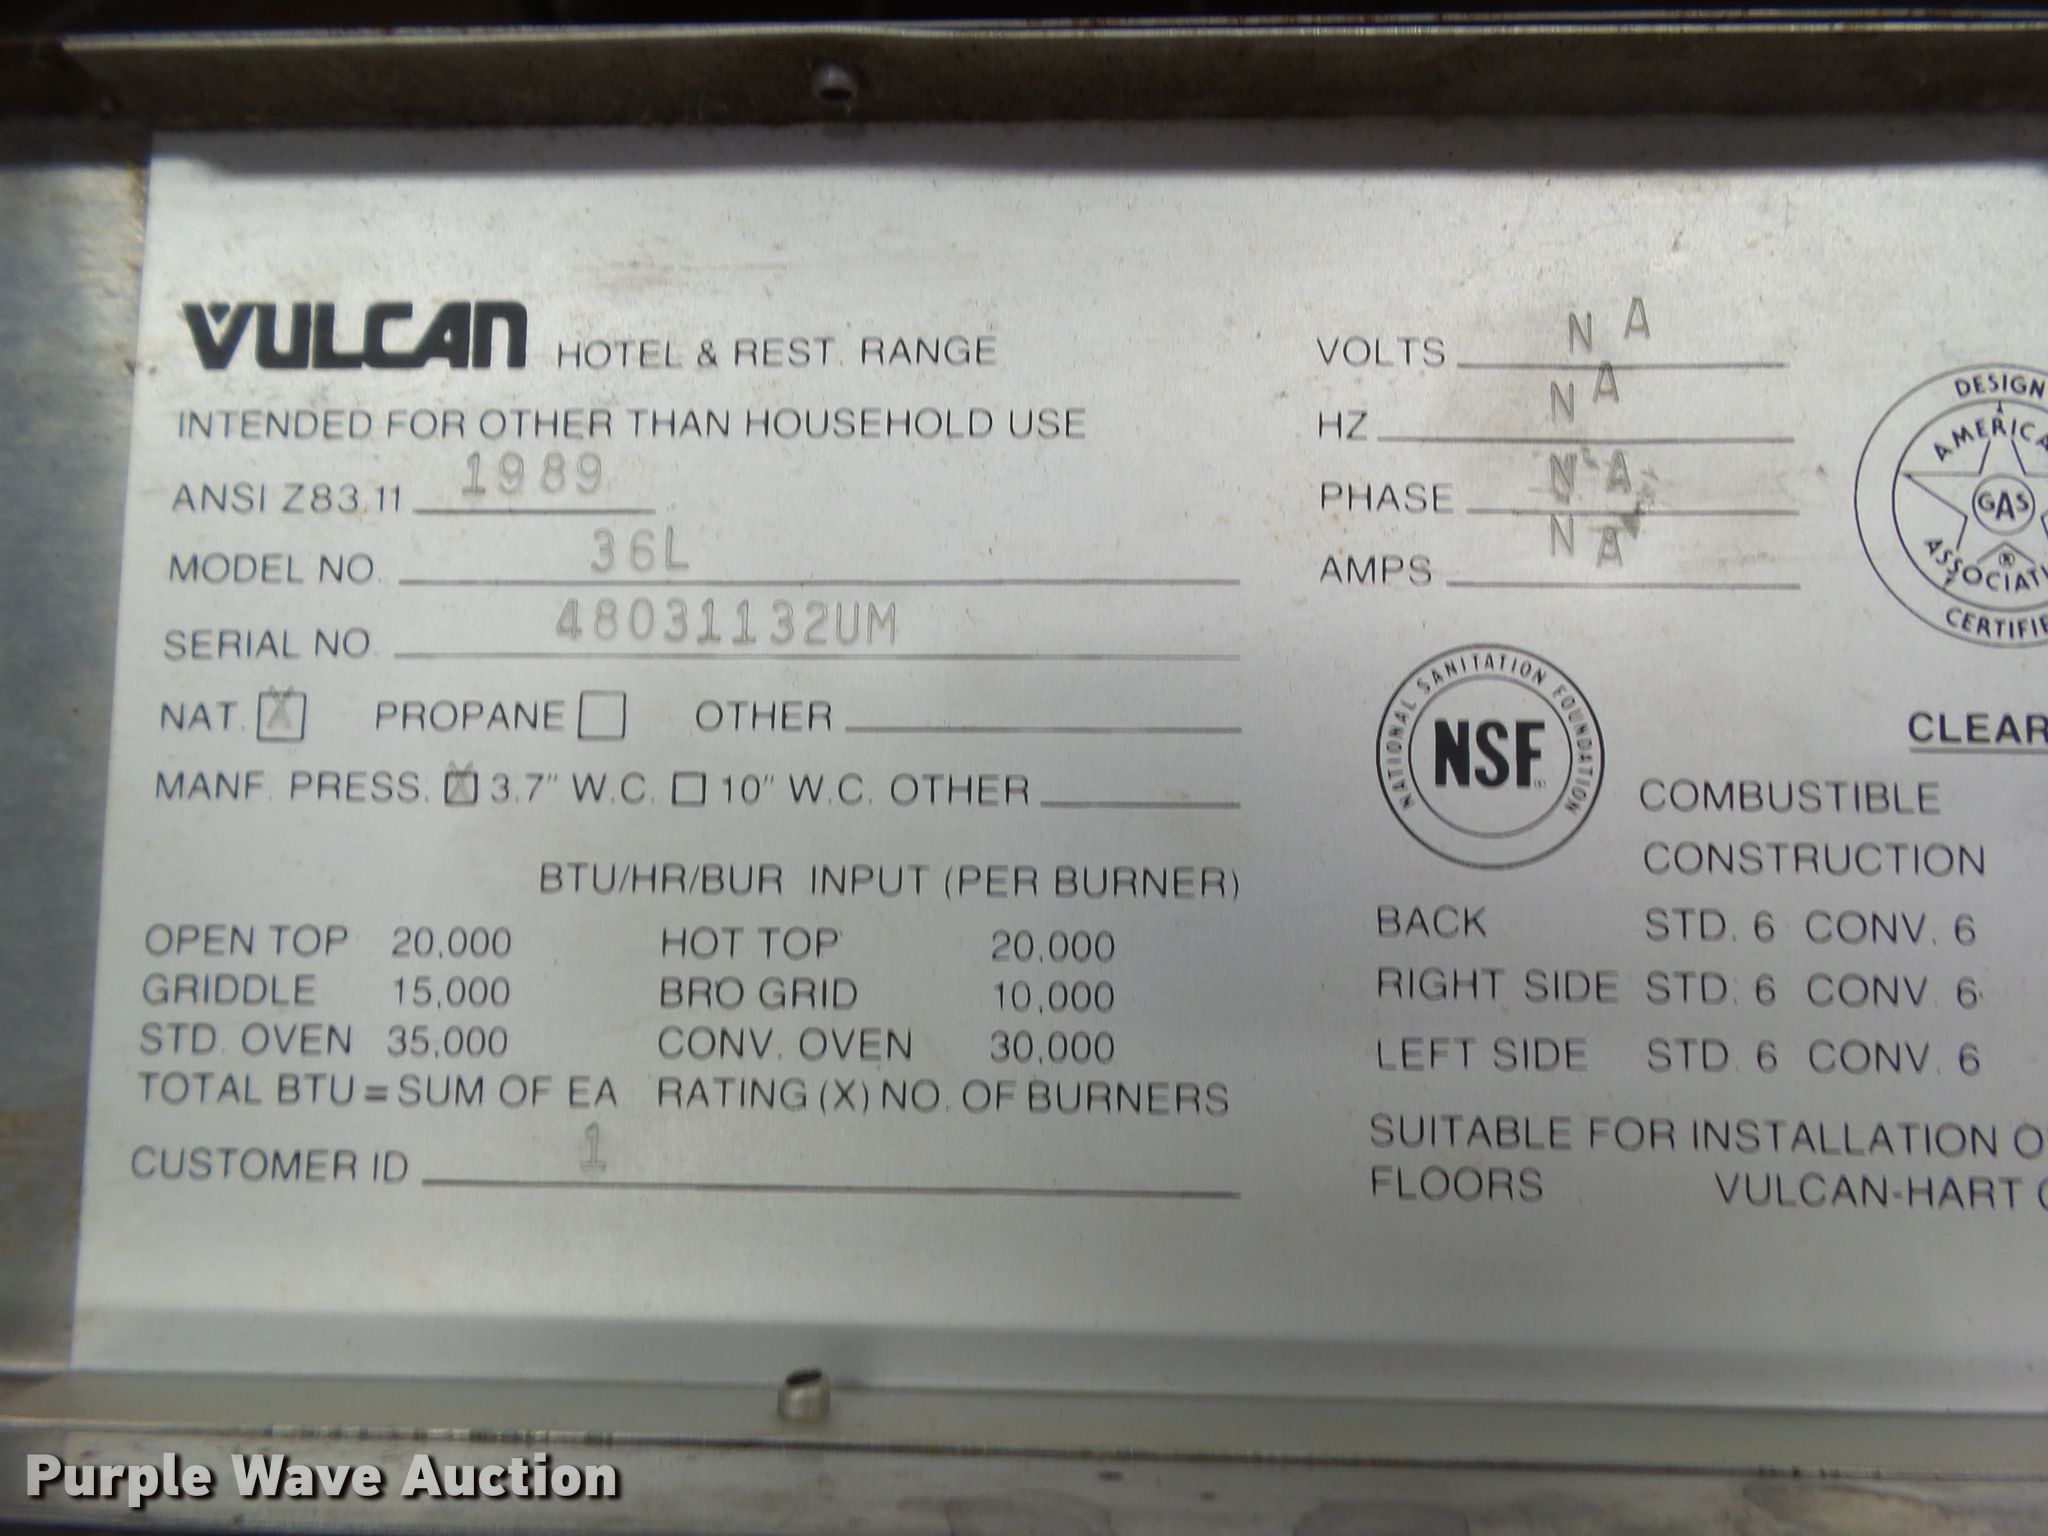 VULCAN HOTEL & REST. RANGE
INTENDED FOR OTHER THAN HOUSEHOLD USE
ANSI Z83.11 1989
MODEL NO. 36L
SERIAL NO. 48031132UM
NAT. X PROPANE OTHER
MANF. PRESS. X 3.7" W.C. 10" W.C. OTHER
BTU/HR/BUR INPUT (PER BURNER)
OPEN TOP 20,000 HOT TOP 20,000
GRIDDLE 15,000 BRO GRID 10,000
STD. OVEN 35,000 CONV. OVEN 30,000
TOTAL BTU = SUM OF EA RATING (X) NO. OF BURNERS
CUSTOMER ID 1
VOLTS NA
HZ NA
PHASE NA
AMPS NA
DESIGN
AMERICA
GAS
®
ASSOCIATI
CERTIFIE
NATIONAL SANITATION FOUNDATION
NSF®
CLEAR
COMBUSTIBLE
CONSTRUCTION
BACK STD. 6 CONV. 6
RIGHT SIDE STD. 6 CONV. 6
LEFT SIDE STD. 6 CONV. 6
SUITABLE FOR INSTALLATION O
FLOORS VULCAN-HART C
Purple Wave Auction